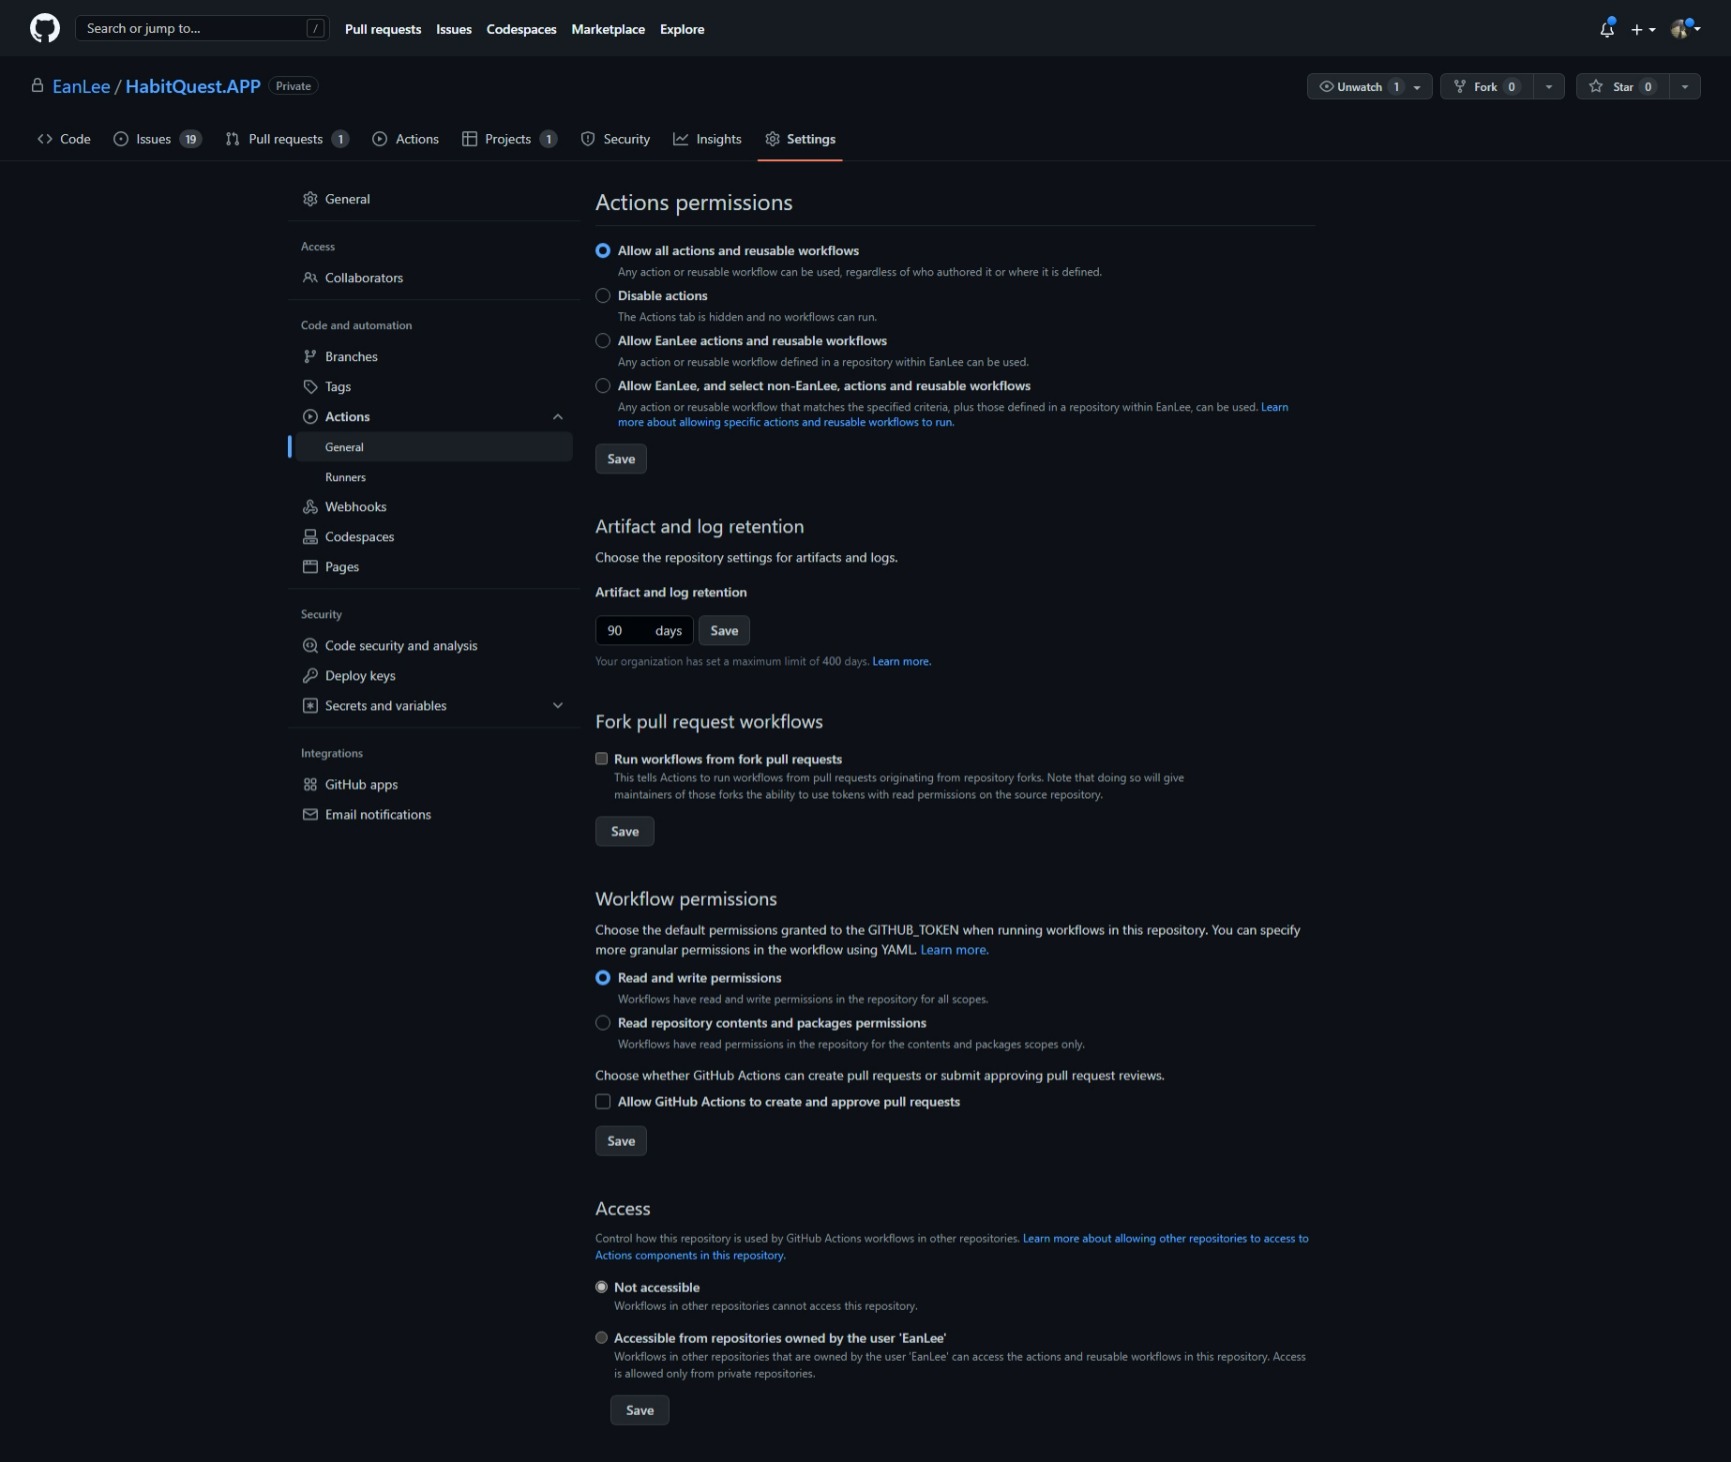 Search or jump to...
/
Pull requests
Issues
Codespaces
Marketplace
Explore
EanLee / HabitQuest.APP
Private
Unwatch 1
Fork 0
Star 0
Code
Issues 19
Pull requests 1
Actions
Projects 1
Security
Insights
Settings
General
Access
Collaborators
Code and automation
Branches
Tags
Actions
General
Runners
Webhooks
Codespaces
Pages
Security
Code security and analysis
Deploy keys
Secrets and variables
Integrations
GitHub apps
Email notifications
Actions permissions
Allow all actions and reusable workflows
Any action or reusable workflow can be used, regardless of who authored it or where it is defined.
Disable actions
The Actions tab is hidden and no workflows can run.
Allow EanLee actions and reusable workflows
Any action or reusable workflow defined in a repository within EanLee can be used.
Allow EanLee, and select non-EanLee, actions and reusable workflows
Any action or reusable workflow that matches the specified criteria, plus those defined in a repository within EanLee, can be used. Learn
more about allowing specific actions and reusable workflows to run.
Save
Artifact and log retention
Choose the repository settings for artifacts and logs.
Artifact and log retention
90 days
Save
Your organization has set a maximum limit of 400 days. Learn more.
Fork pull request workflows
Run workflows from fork pull requests
This tells Actions to run workflows from pull requests originating from repository forks. Note that doing so will give
maintainers of those forks the ability to use tokens with read permissions on the source repository.
Save
Workflow permissions
Choose the default permissions granted to the GITHUB_TOKEN when running workflows in this repository. You can specify
more granular permissions in the workflow using YAML. Learn more.
Read and write permissions
Workflows have read and write permissions in the repository for all scopes.
Read repository contents and packages permissions
Workflows have read permissions in the repository for the contents and packages scopes only.
Choose whether GitHub Actions can create pull requests or submit approving pull request reviews.
Allow GitHub Actions to create and approve pull requests
Save
Access
Control how this repository is used by GitHub Actions workflows in other repositories. Learn more about allowing other repositories to access to
Actions components in this repository.
Not accessible
Workflows in other repositories cannot access this repository.
Accessible from repositories owned by the user 'EanLee'
Workflows in other repositories that are owned by the user 'EanLee' can access the actions and reusable workflows in this repository. Access
is allowed only from private repositories.
Save